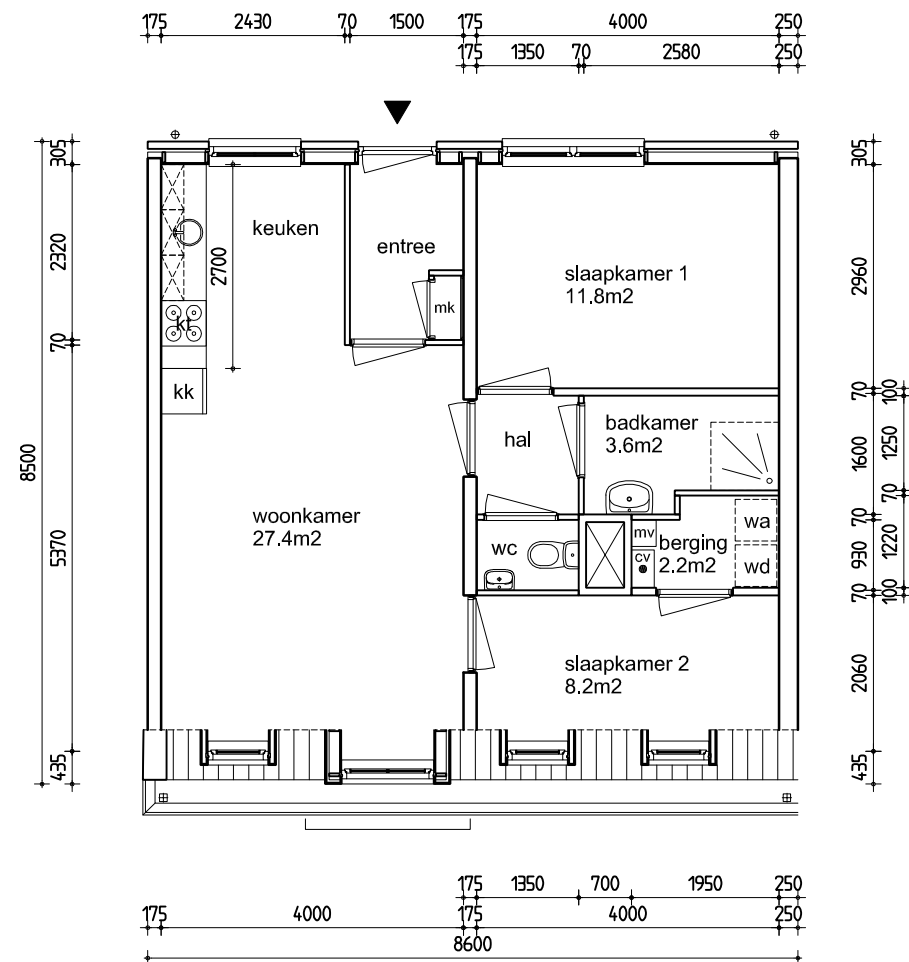 175 2430 70 1500 175 4000 250
175 1350 70 2580 250
305 2320 70 5370 435
8500
keuken
entree
2700
mk
kt
kk
slaapkamer 1
11.8m2
hal
badkamer
3.6m2
woonkamer
27.4m2
wc
mv
cv
berging
2.2m2
wa
wd
slaapkamer 2
8.2m2
305 2960 70 1600 70 930 70 2060 435
100 1250 70 1220 100
175 1350 700 1950 250
175 4000 175 4000 250
8600